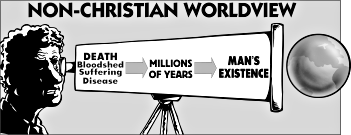 NON-CHRISTIAN WORLDVIEW
DEATH
Bloodshed
Suffering
Disease
MILLIONS
OF YEARS
MAN'S
EXISTENCE